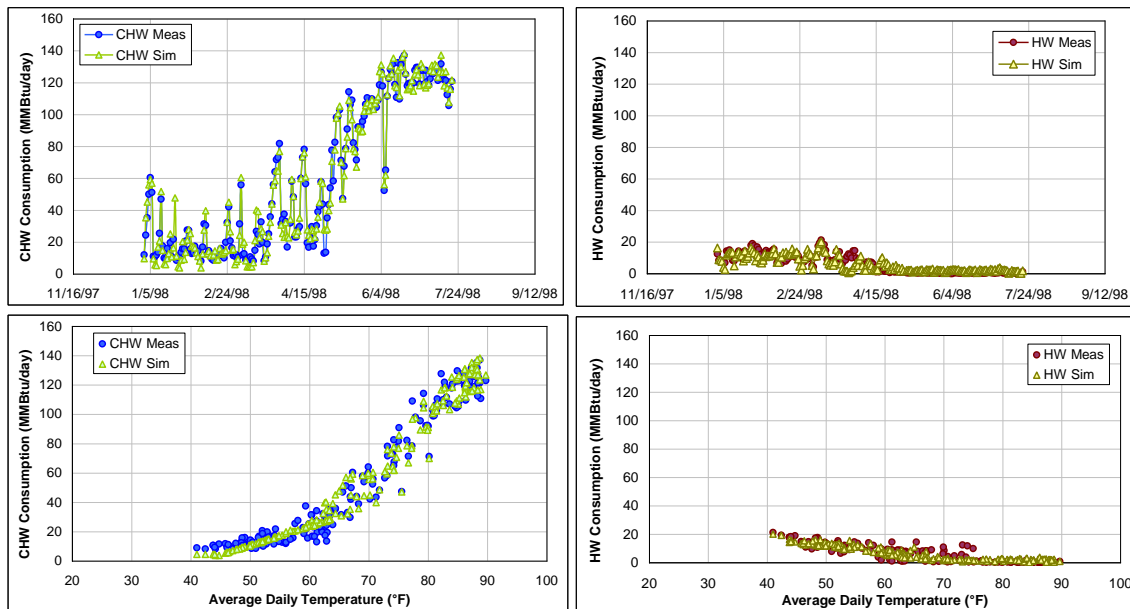 CHW Consumption (MMBtu/day)
160
140
120
100
80
60
40
20
0
CHW Meas
CHW Sim
11/16/97 1/5/98 2/24/98 4/15/98 6/4/98 7/24/98 9/12/98
HW Consumption (MMBtu/day)
160
140
120
100
80
60
40
20
0
HW Meas
HW Sim
11/16/97 1/5/98 2/24/98 4/15/98 6/4/98 7/24/98 9/12/98
CHW Consumption (MMBtu/day)
160
140
120
100
80
60
40
20
0
CHW Meas
CHW Sim
20 30 40 50 60 70 80 90 100
Average Daily Temperature (°F)
HW Consumption (MMBtu/day)
160
140
120
100
80
60
40
20
0
HW Meas
HW Sim
20 30 40 50 60 70 80 90 100
Average Daily Temperature (°F)